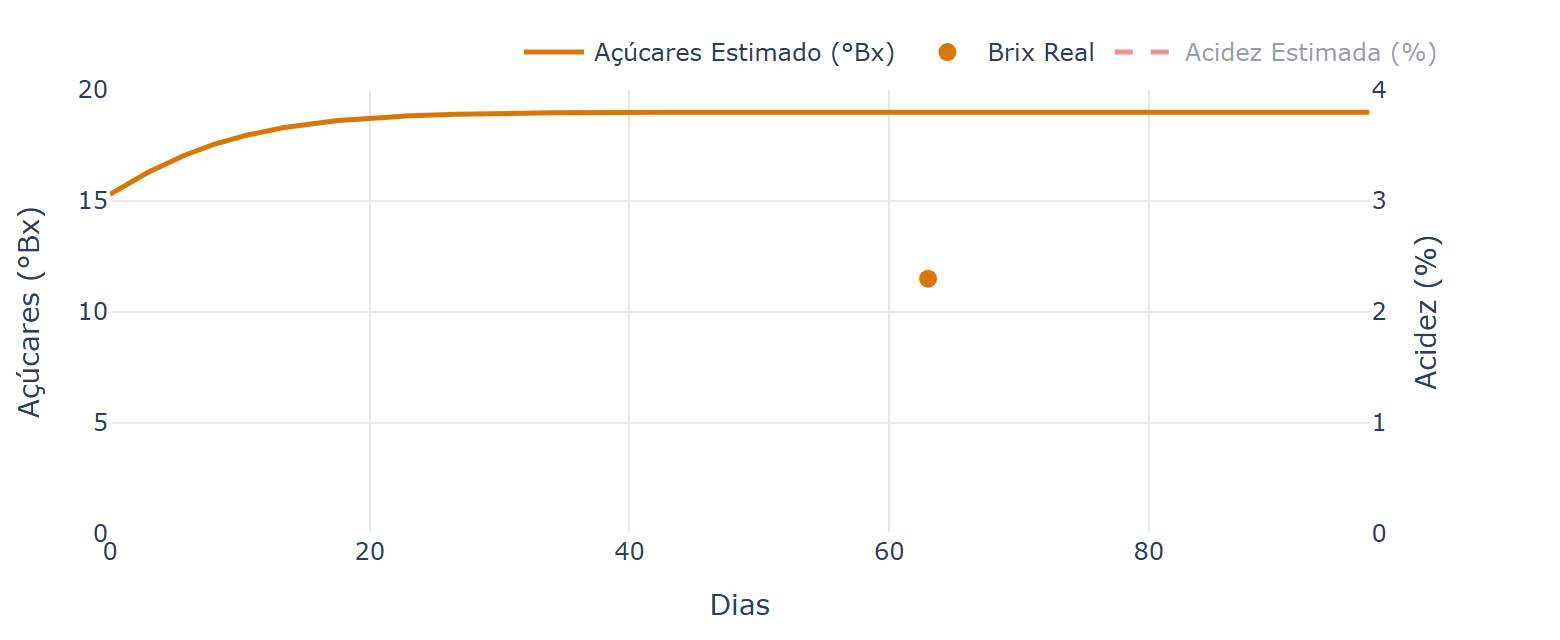 Açúcares Estimado (°Bx) Brix Real Acidez Estimada (%)
20 4
15 3
10 2
5 1
0 0
0 20 40 60 80
Dias
Açúcares (°Bx)
Acidez (%)